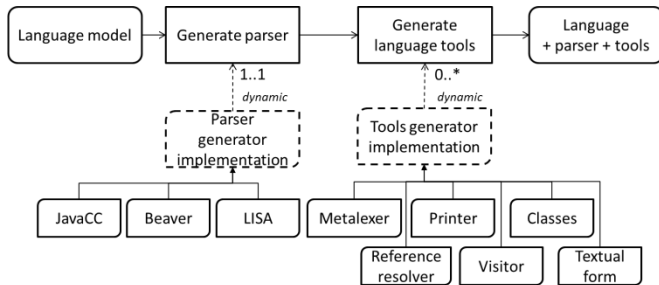 Language model
Generate parser
Generate
language tools
Language
+ parser + tools
1..1
0..*
dynamic
dynamic
Parser
generator
implementation
Tools generator
implementation
JavaCC
Beaver
LISA
Metalexer
Printer
Classes
Reference
resolver
Visitor
Textual
form